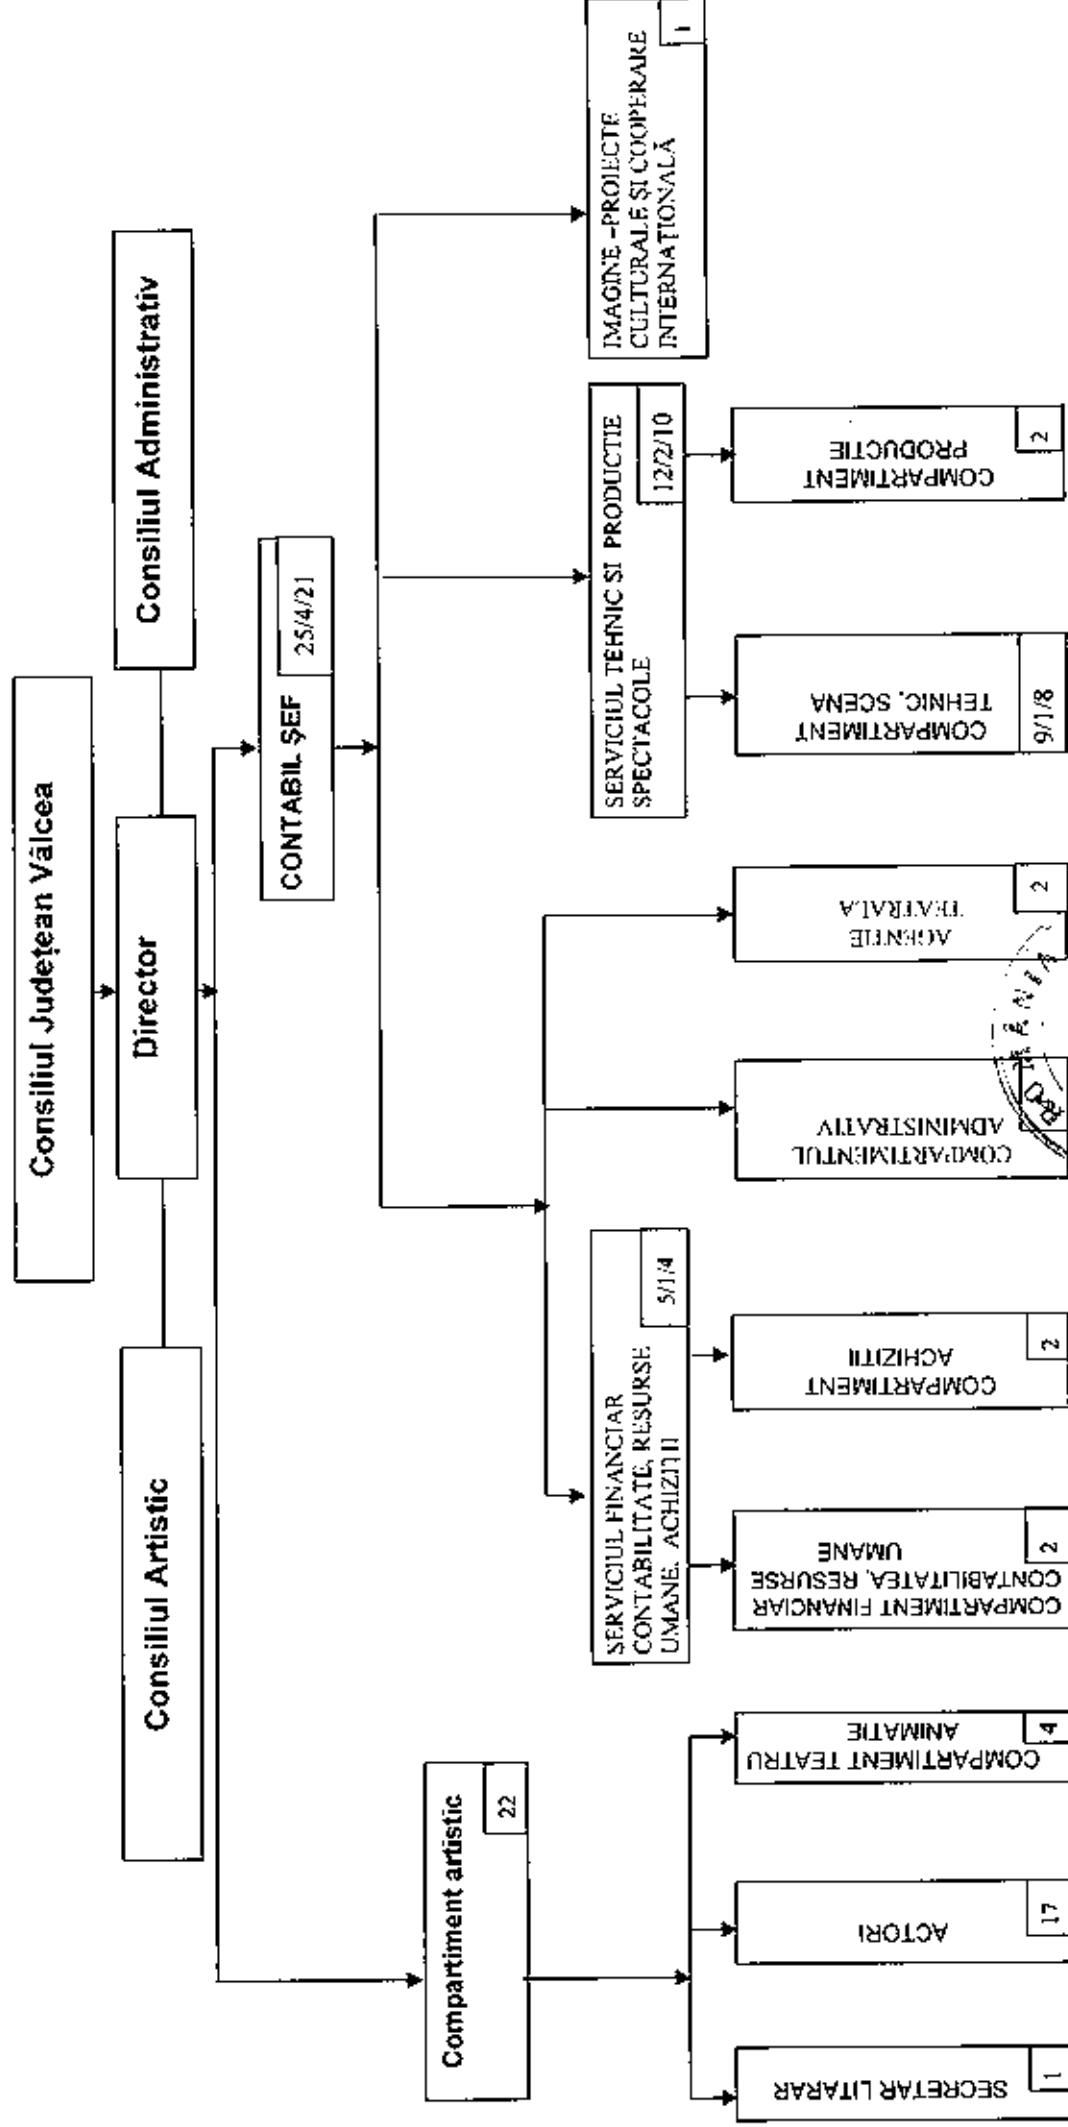 Consiliul Județean Vâlcea
Consiliul Artistic
Director
Consiliul Administrativ
CONTABIL ȘEF
25/4/21
Compartiment artistic
22
SERVICIUL FINANCIAR
CONTABILITATE, RESURSE
UMANE, ACHIZIȚII
5/1/4
SERVICIUL TEHNIC SI PRODUCTIE
SPECTACOLE
12/2/10
IMAGINE –PROIECTE
CULTURALE ȘI COOPERARE
INTERNAȚIONALĂ
1
SECRETAR LITARAR
1
ACTORI
17
COMPARTIMENT TEATRU
ANIMATIE
4
COMPARTIMENT FINANCIAR
CONTABILITATEA, RESURSE
UMANE
2
COMPARTIMENT
ACHIZITII
2
COMPARTIMENTUL
ADMINISTRATIV
AGENTIE
TEATRALA
2
COMPARTIMENT
TEHNIC, SCENA
9/1/8
COMPARTIMENT
PRODUCTIE
2
ROMANIA